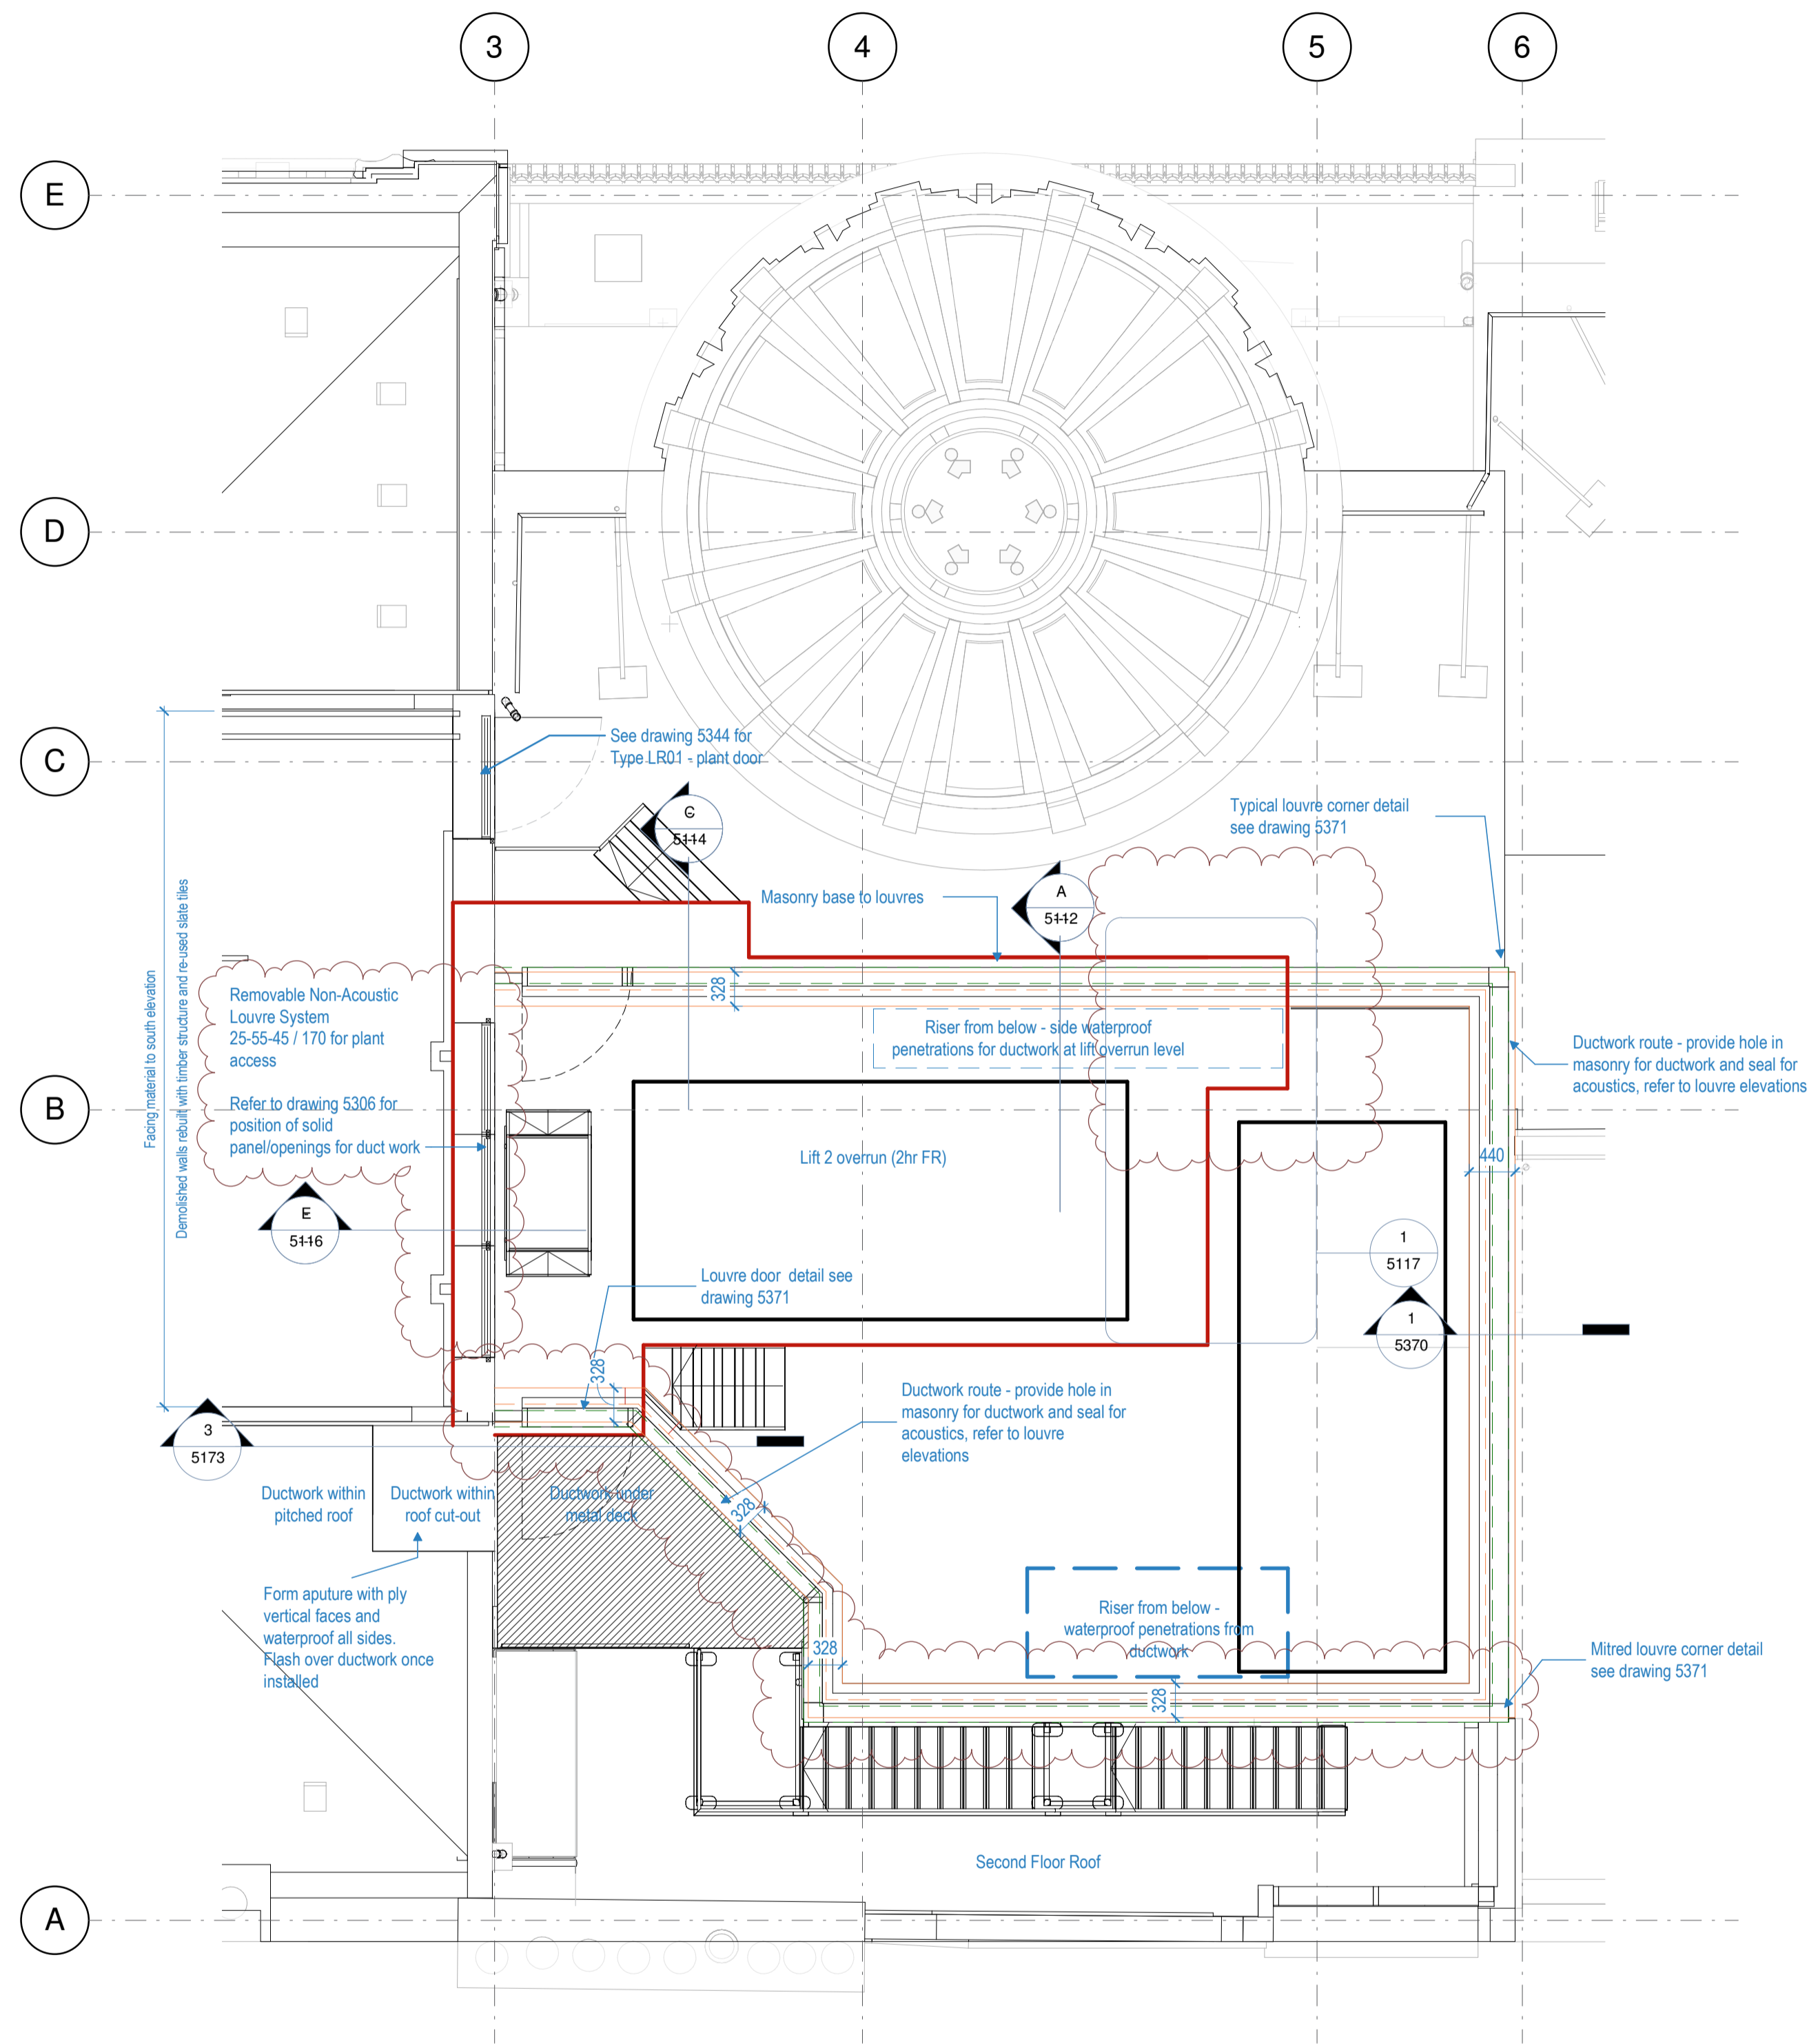 3
4
5
6
E
D
C
B
A
See drawing 5344 for
Type LR01 - plant door
C
5114
Typical louvre corner detail
see drawing 5371
Masonry base to louvres
A
5112
Facing material to south elevation
Demolished walls rebuilt with timber structure and re-used slate tiles
Removable Non-Acoustic
Louvre System
25-55-45 / 170 for plant
access
Refer to drawing 5306 for
position of solid
panel/openings for duct work
328
Riser from below - side waterproof
penetrations for ductwork at lift overrun level
Ductwork route - provide hole in
masonry for ductwork and seal for
acoustics, refer to louvre elevations
440
Lift 2 overrun (2hr FR)
E
5116
1
5117
1
5370
Louvre door detail see
drawing 5371
328
Ductwork route - provide hole in
masonry for ductwork and seal for
acoustics, refer to louvre
elevations
3
5173
Ductwork within
pitched roof
Ductwork within
roof cut-out
Ductwork under
metal deck
328
Form aputure with ply
vertical faces and
waterproof all sides.
Flash over ductwork once
installed
Riser from below -
waterproof penetrations from
ductwork
328
328
Mitred louvre corner detail
see drawing 5371
Second Floor Roof